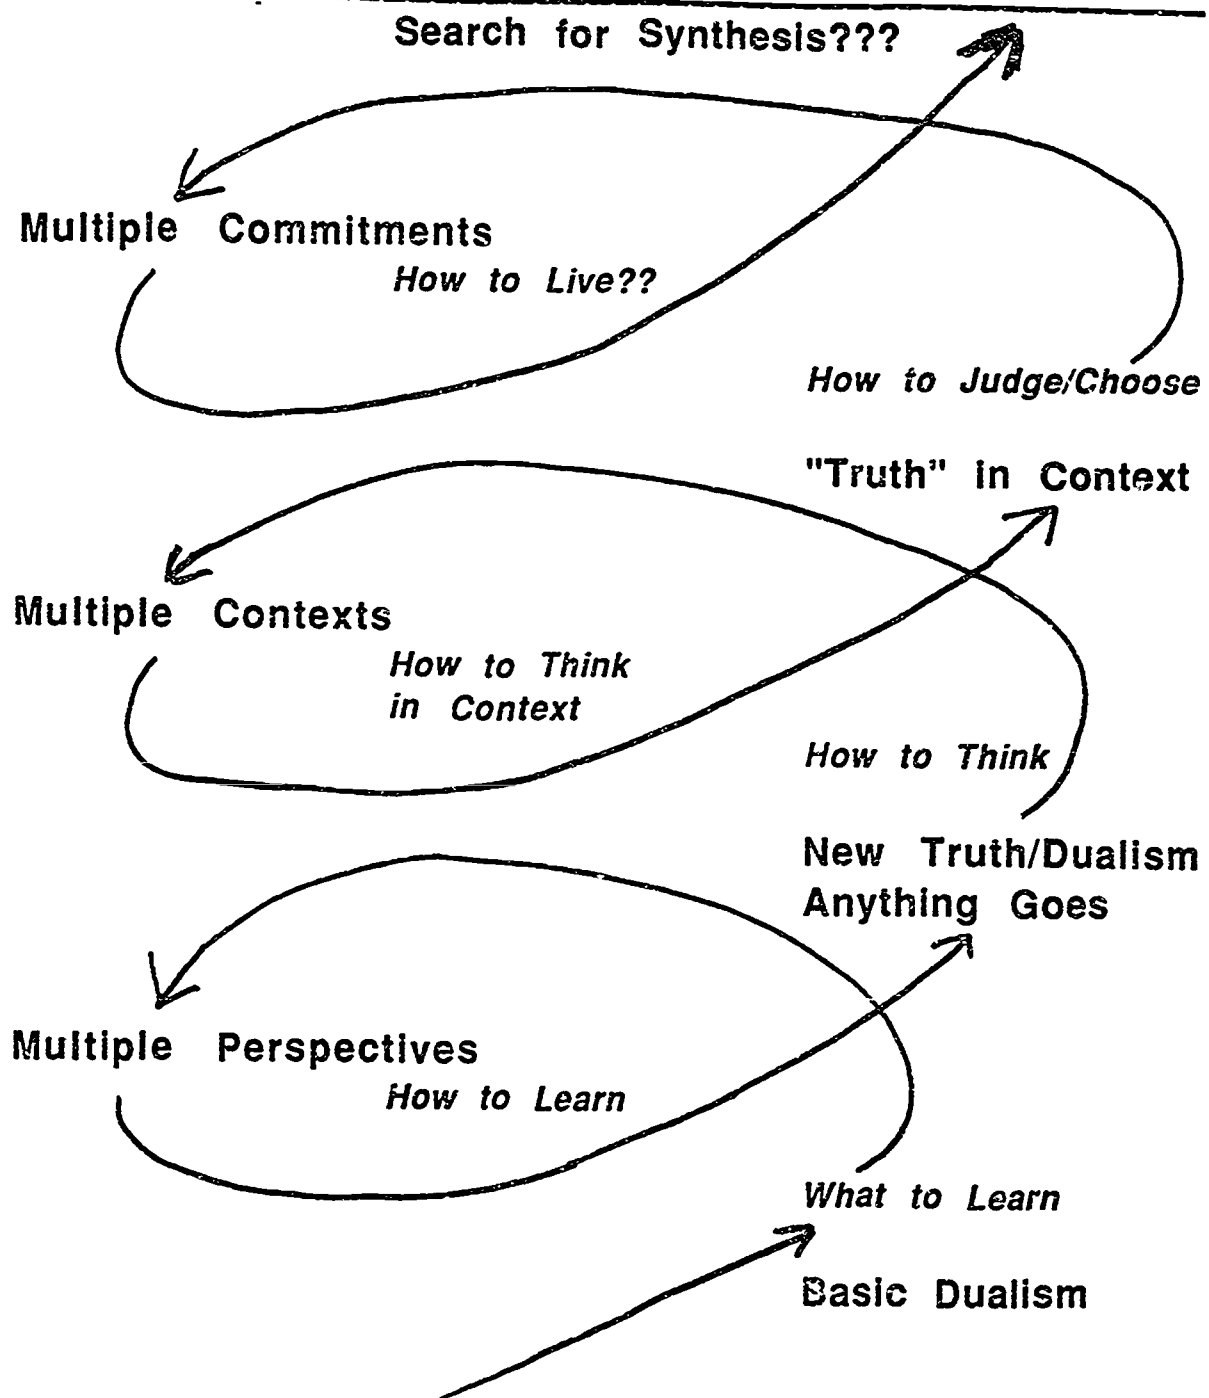 Search for Synthesis???
Multiple Commitments
How to Live??
How to Judge/Choose
"Truth" in Context
Multiple Contexts
How to Think
in Context
How to Think
New Truth/Dualism
Anything Goes
Multiple Perspectives
How to Learn
What to Learn
Basic Dualism